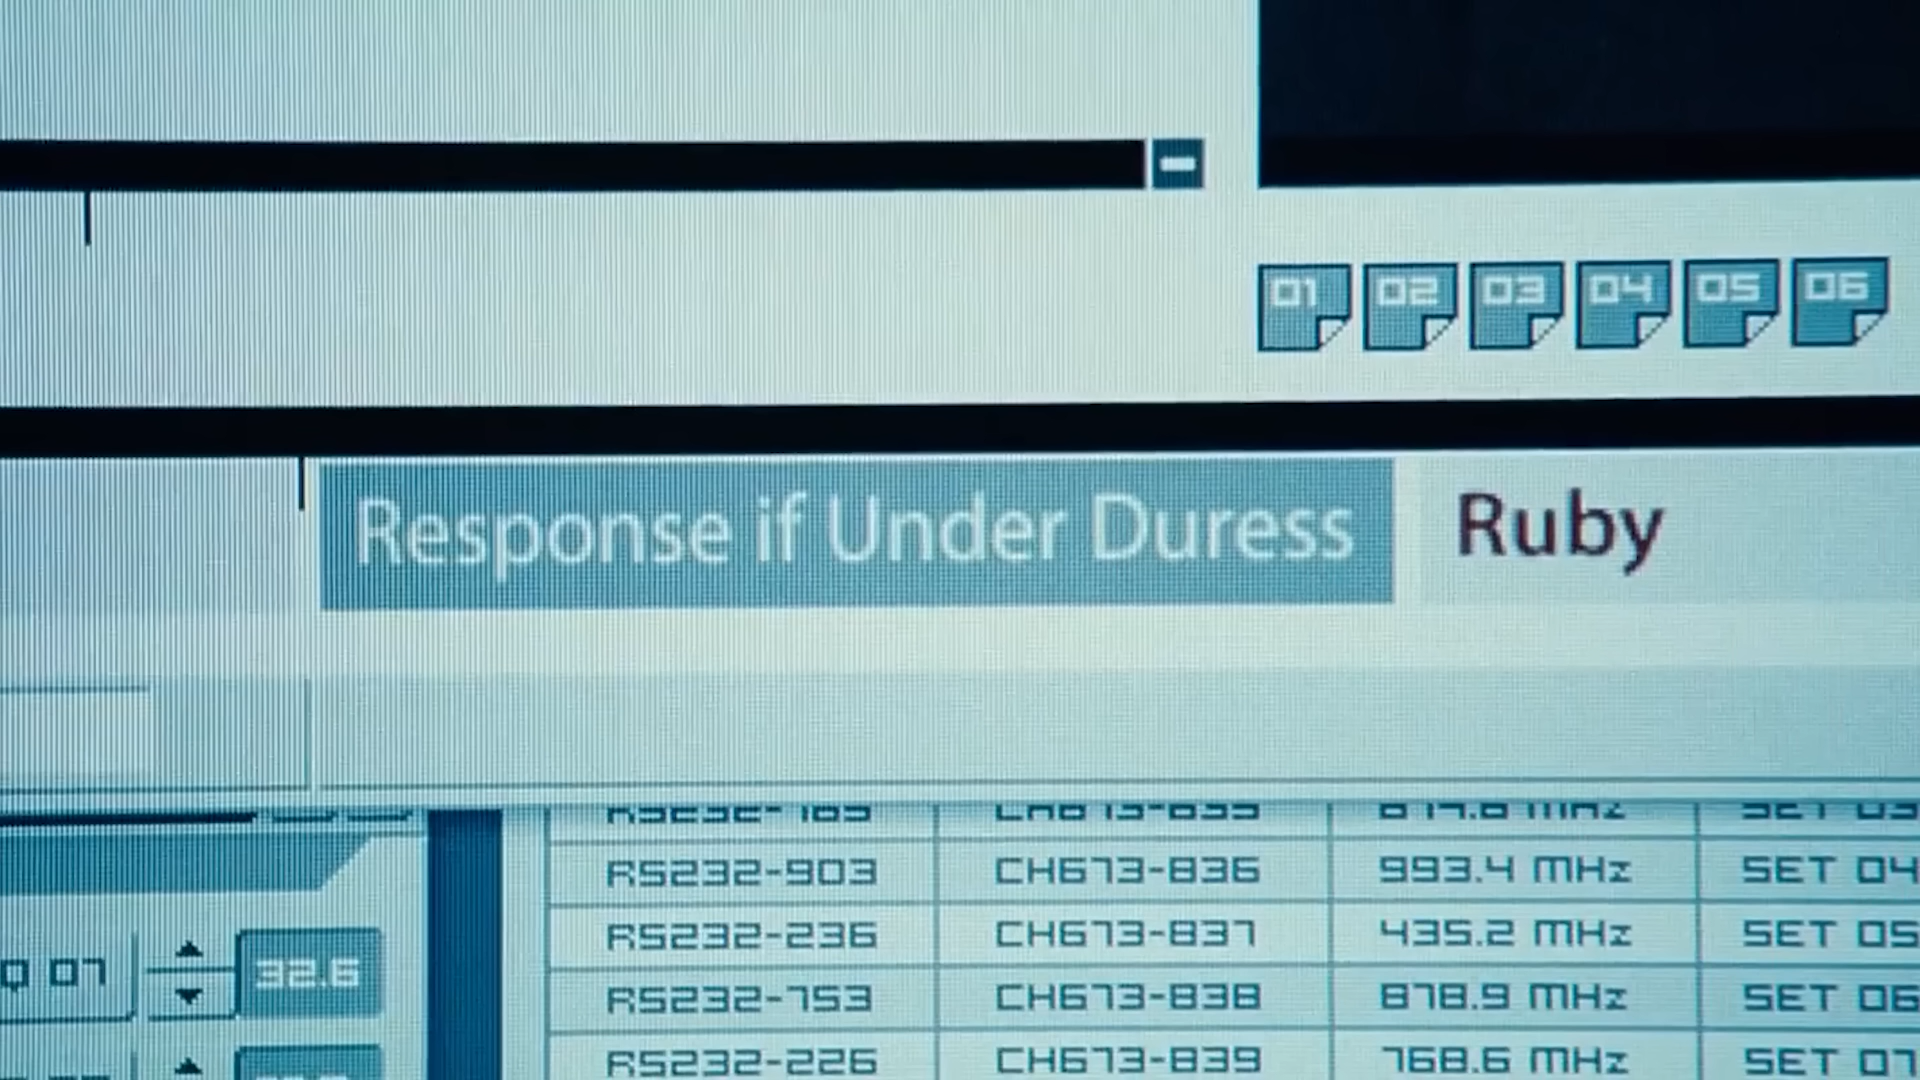 01 02 03 04 05 06
Response if Under Duress Ruby
RS232-903 CH673-836 993.4 MHz SET 04
RS232-236 CH673-837 435.2 MHz SET 05
Q 07 32.6
RS232-753 CH673-838 878.9 MHz SET 06
RS232-226 CH673-839 768.6 MHz SET 07